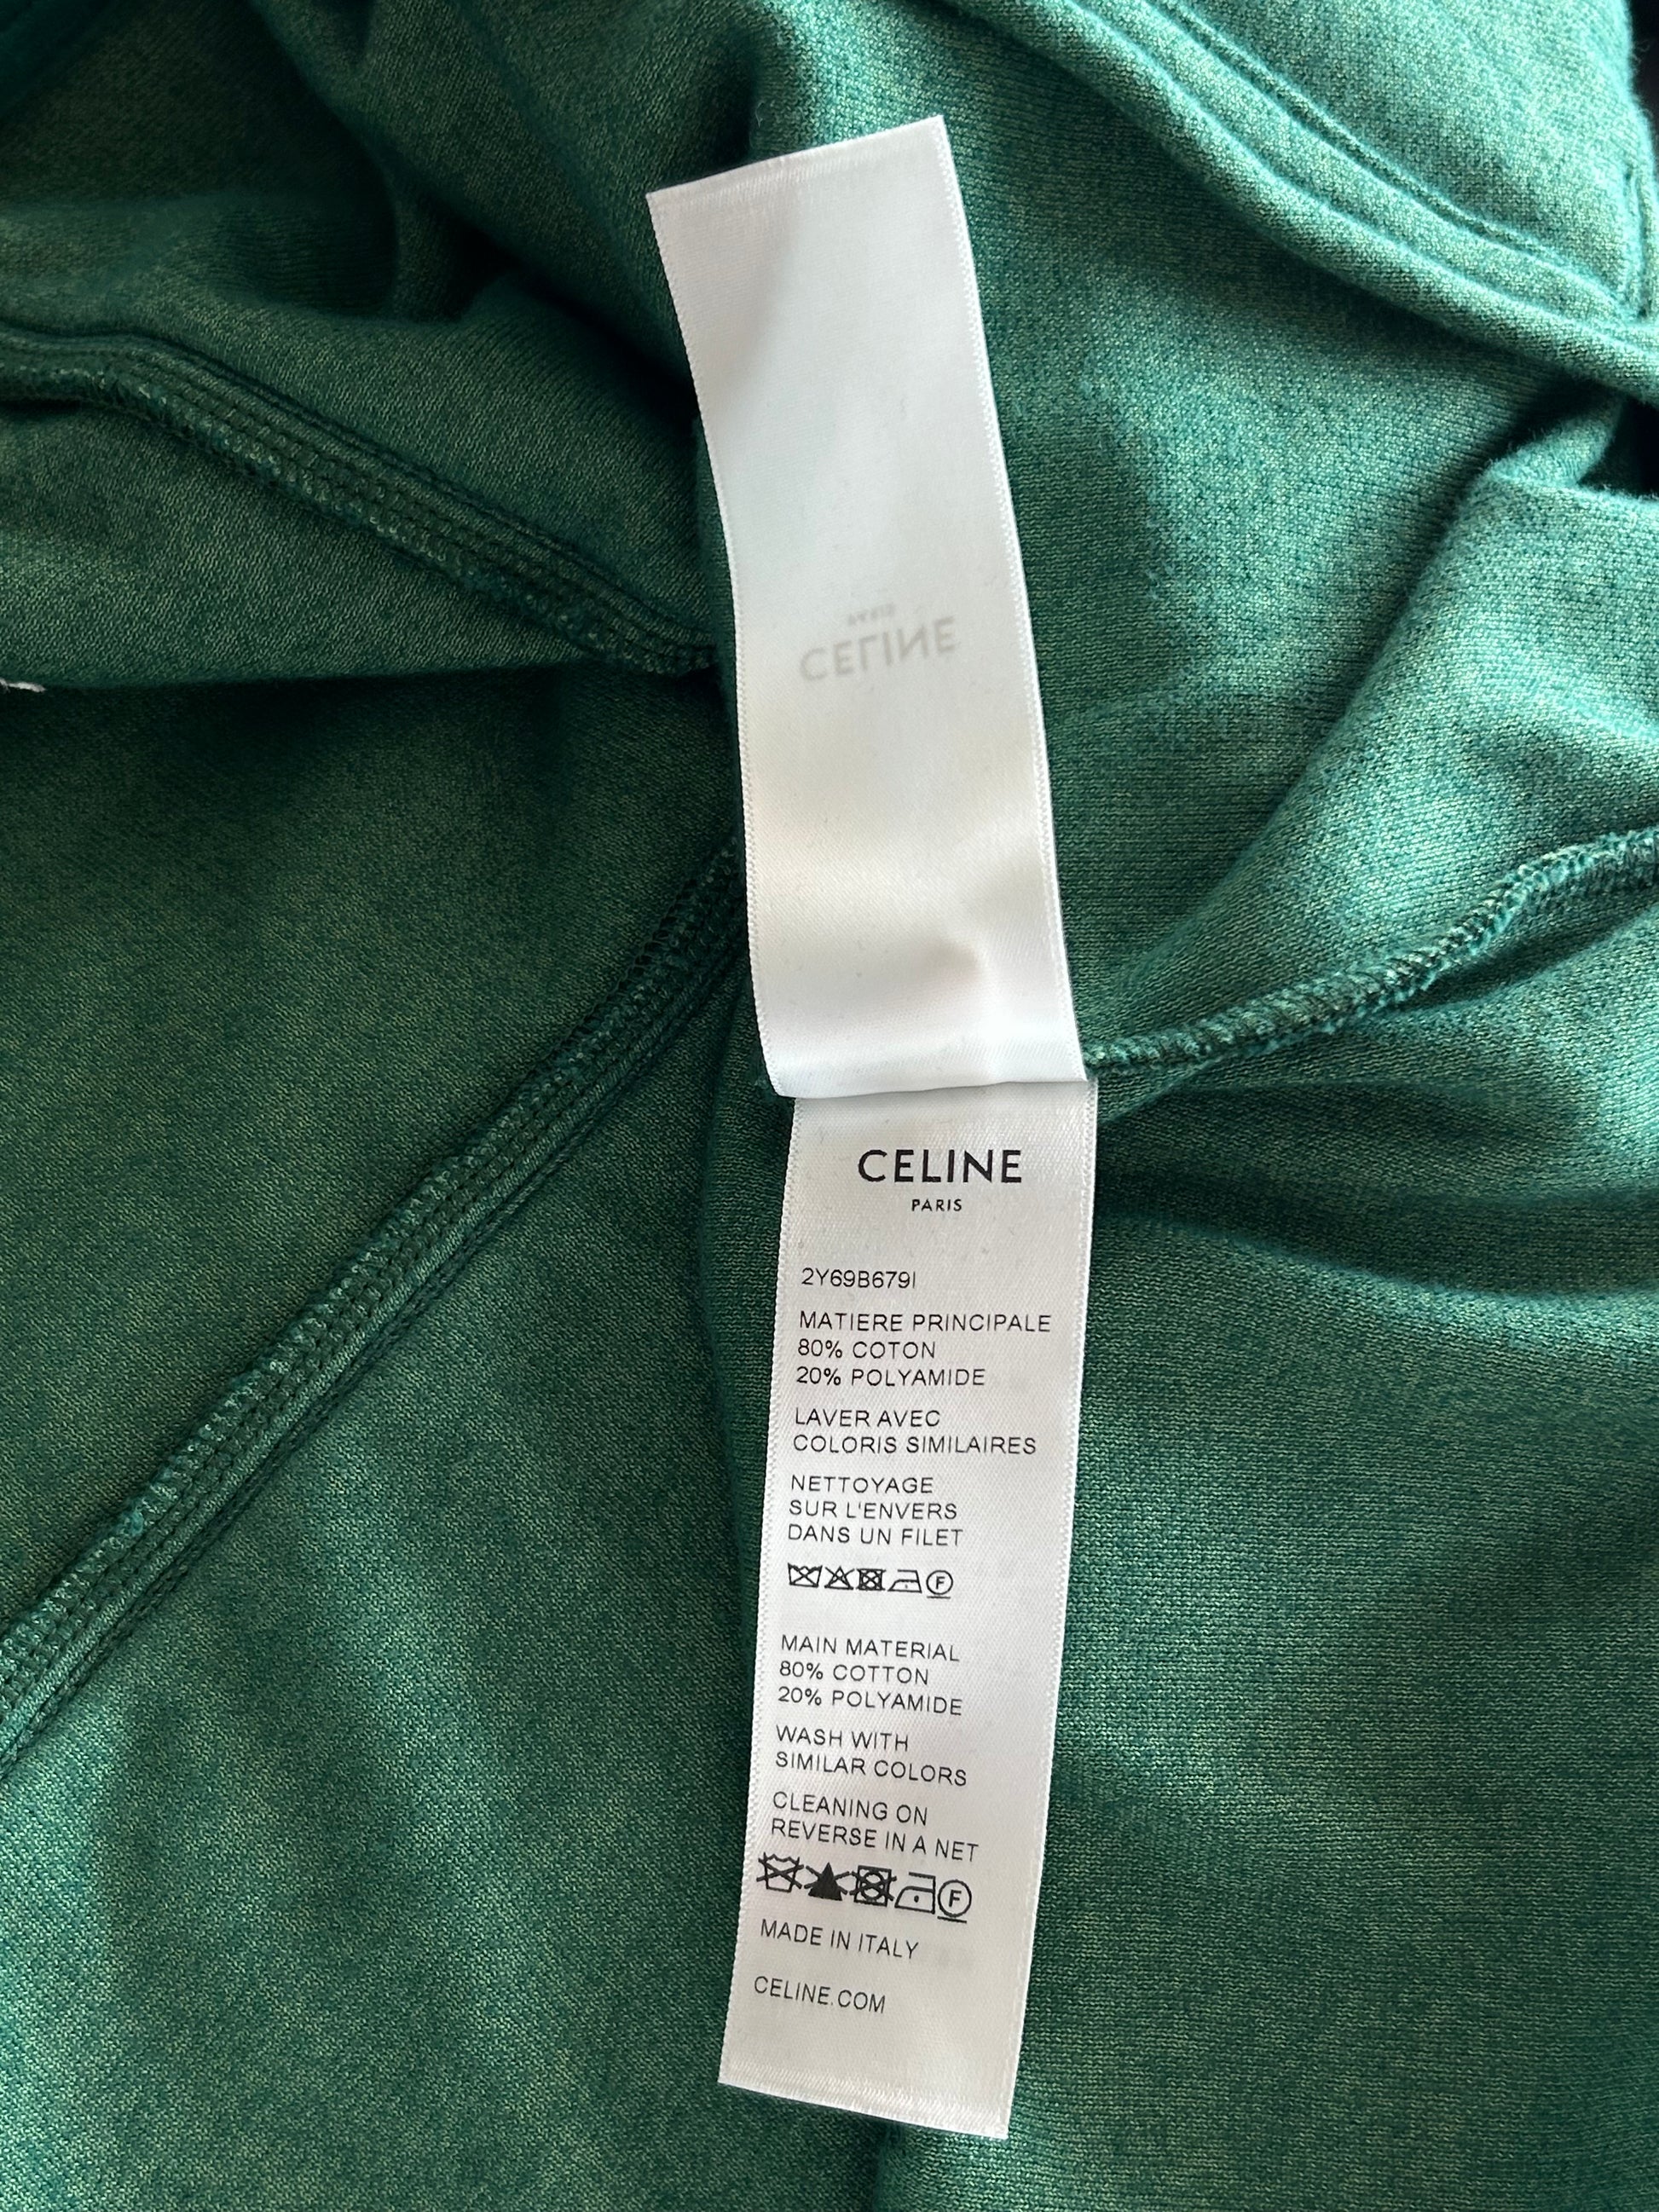 CELINE
PARIS
CELINE
PARIS
2Y69B679I
MATIERE PRINCIPALE
80% COTON
20% POLYAMIDE
LAVER AVEC
COLORIS SIMILAIRES
NETTOYAGE
SUR L'ENVERS
DANS UN FILET
F
MAIN MATERIAL
80% COTTON
20% POLYAMIDE
WASH WITH
SIMILAR COLORS
CLEANING ON
REVERSE IN A NET
F
MADE IN ITALY
CELINE.COM